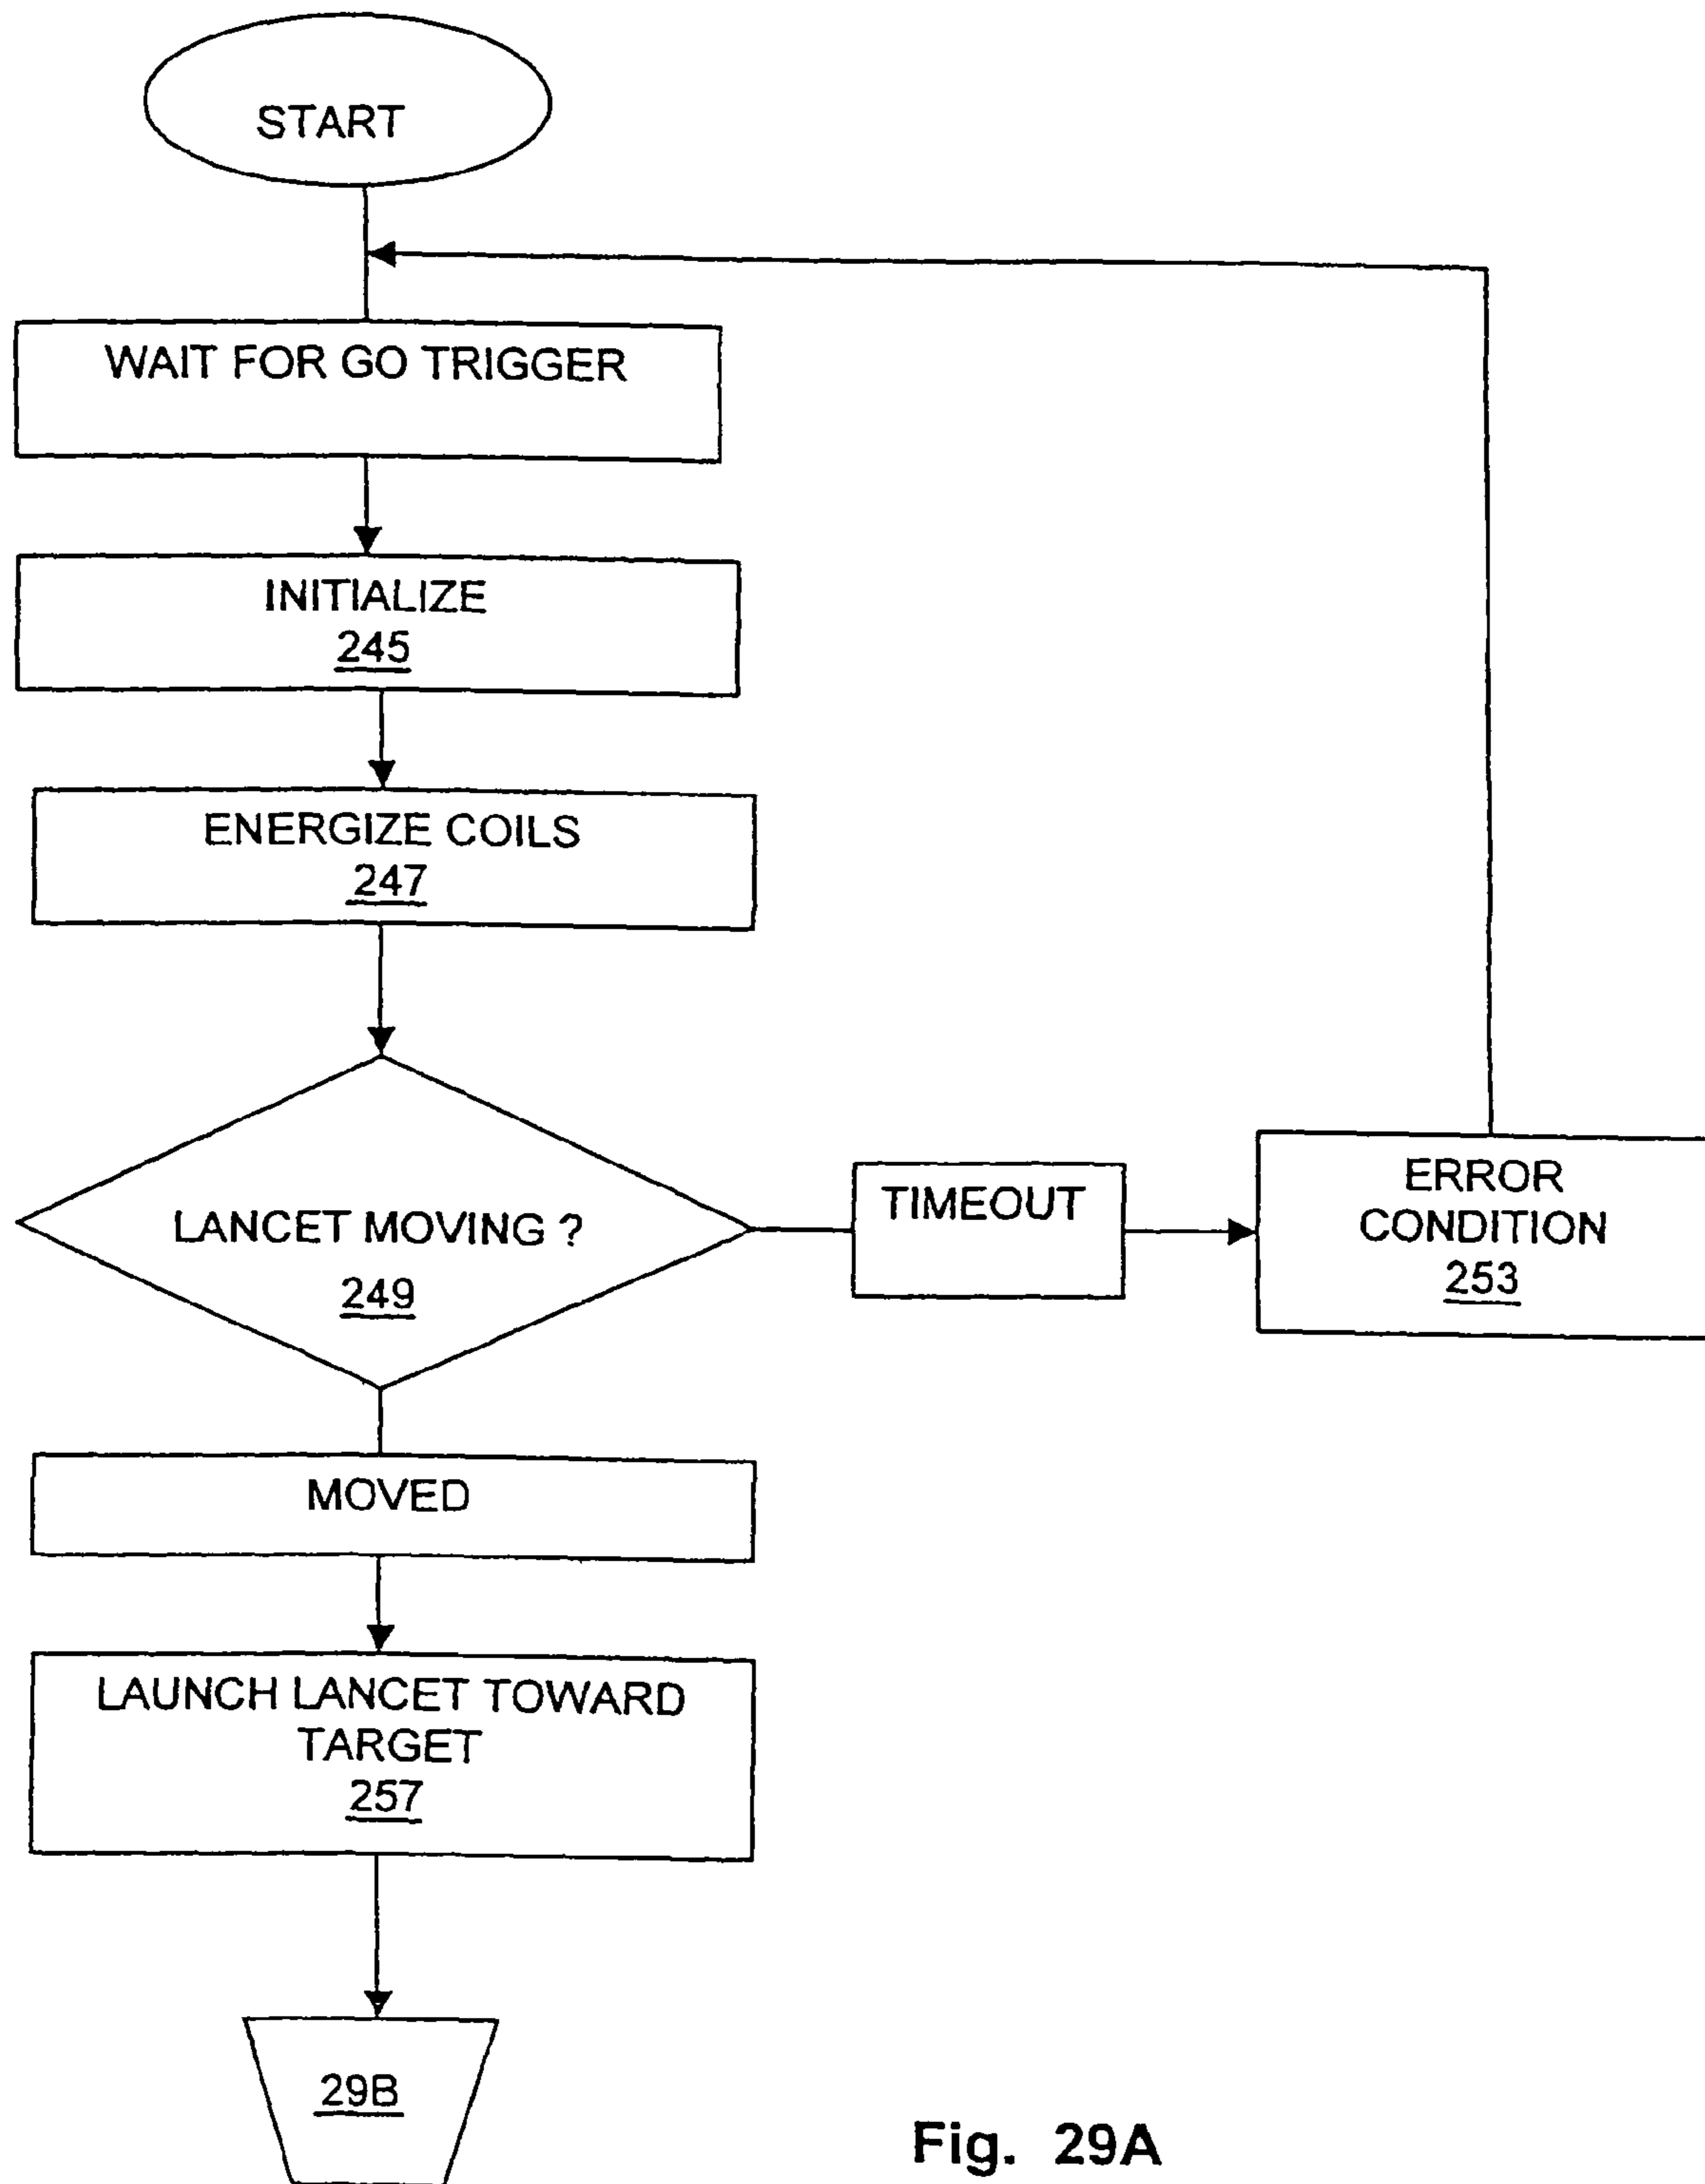 START
WAIT FOR GO TRIGGER
INITIALIZE
245
ENERGIZE COILS
247
LANCET MOVING ?
249
TIMEOUT
ERROR
CONDITION
253
MOVED
LAUNCH LANCET TOWARD
TARGET
257
29B
Fig. 29A